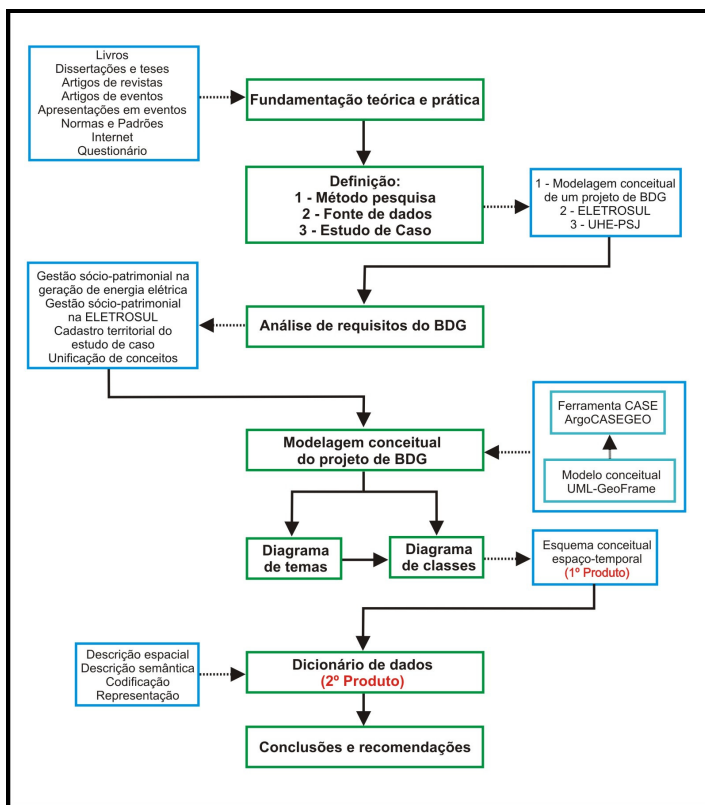 Livros
Dissertações e teses
Artigos de revistas
Artigos de eventos
Apresentações em eventos
Normas e Padrões
Internet
Questionário
Fundamentação teórica e prática
Definição:
1 - Método pesquisa
2 - Fonte de dados
3 - Estudo de Caso
1 - Modelagem conceitual
de um projeto de BDG
2 - ELETROSUL
3 - UHE-PSJ
Gestão sócio-patrimonial na
geração de energia elétrica
Gestão sócio-patrimonial
na ELETROSUL
Cadastro territorial do
estudo de caso
Unificação de conceitos
Análise de requisitos do BDG
Modelagem conceitual
do projeto de BDG
Ferramenta CASE
ArgoCASEGEO
Modelo conceitual
UML-GeoFrame
Diagrama
de temas
Diagrama
de classes
Esquema conceitual
espaço-temporal
(1º Produto)
Descrição espacial
Descrição semântica
Codificação
Representação
Dicionário de dados
(2º Produto)
Conclusões e recomendações